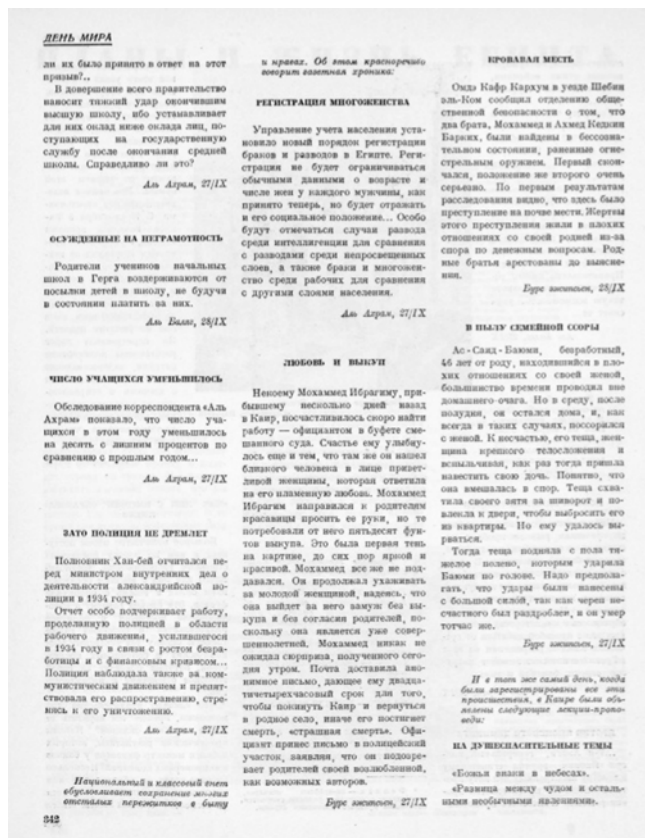 ДЕНЬ МИРА
ли их было принято в ответ на этот
призыв?..
В довершение всего правительство
наносит тяжкий удар окончившим
высшую школу, ибо устанавливает
для них оклад ниже оклада лиц, по-
ступающих на государственную
службу после окончания средней
школы. Справедливо ли это?
Аль Ахрам, 27/IX
ОСУЖДЕННЫЕ НА НЕГРАМОТНОСТЬ
Родители учеников начальных
школ в Герга воздерживаются от
посылки детей в школу, не будучи
в состоянии платить за них.
Аль Балаг, 28/IX
ЧИСЛО УЧАЩИХСЯ УМЕНЬШИЛОСЬ
Обследование корреспондента «Аль
Ахрам» показало, что число уча-
щихся в этом году уменьшилось
на десять с лишним процентов по
сравнению с прошлым годом...
Аль Ахрам, 27/IX
ЗАТО ПОЛИЦИЯ НЕ ДРЕМЛЕТ
Полковник Хан-бей отчитался пе-
ред министром внутренних дел о
деятельности александрийской по-
лиции в 1934 году.
Отчет особо подчеркивает работу,
проделанную полицией в области
рабочего движения, усилившегося
в 1934 году в связи с ростом безра-
ботицы и с финансовым кризисом...
Полиция наблюдала также за ком-
мунистическим движением и препят-
ствовала его распространению, стре-
мясь к его уничтожению.
Аль Ахрам, 27/IX
Национальный и классовый гнет
обусловливает сохранение многих
отсталых пережитков в быту
342
и нравах. Об этом красноречиво
говорит газетная хроника:
РЕГИСТРАЦИЯ МНОГОЖЕНСТВА
Управление учета населения уста-
новило новый порядок регистрации
браков и разводов в Египте. Реги-
страция не будет ограничиваться
обычными данными о возрасте и
числе жен у каждого мужчины, как
принято теперь, но будет отражать
и его социальное положение... Особо
будут отмечаться случаи развода
среди интеллигенции для сравнения
с разводами среди непросвещенных
слоев, а также браки и многожен-
ство среди рабочих для сравнения
с другими слоями населения.
Аль Ахрам, 27/IX
ЛЮБОВЬ И ВЫКУП
Некоему Мохаммед Ибрагиму, при-
бывшему несколько дней назад
в Каир, посчастливилось скоро найти
работу — официантом в буфете сме-
шанного суда. Счастье ему улыбну-
лось еще и тем, что там же он нашел
близкого человека в лице привет-
ливой женщины, которая ответила
на его пламенную любовь. Мохаммед
Ибрагим направился к родителям
красавицы просить ее руки, но те
потребовали от него пятьдесят фун-
тов выкупа. Это была первая тень
на картине, до сих пор яркой и
красивой. Мохаммед все же не под-
давался. Он продолжал ухаживать
за молодой женщиной, надеясь, что
она выйдет за него замуж без вы-
купа и без согласия родителей, по-
скольку она является уже совер-
шеннолетней. Мохаммед никак не
ожидал сюрприза, полученного сего-
дня утром. Почта доставила ано-
нимное письмо, дающее ему двадца-
тичетырехчасовый срок для того,
чтобы покинуть Каир и вернуться
в родное село, иначе его постигнет
смерть, «страшная смерть». Офи-
циант принес письмо в полицейский
участок, заявляя, что он подозре-
вает родителей своей возлюбленной,
как возможных авторов.
Бурс эжипсьен, 27/IX
КРОВАВАЯ МЕСТЬ
Омдэ Кафр Кархум в уезде Шебин
эль-Ком сообщил отделению обще-
ственной безопасности о том, что
два брата, Мохаммед и Ахмед Кедкин
Барких, были найдены в бессозна-
тельном состоянии, раненные огне-
стрельным оружием. Первый скон-
чался, положение же второго очень
серьезно. По первым результатам
расследования видно, что здесь было
преступление на почве мести. Жертвы
этого преступления жили в плохих
отношениях со своей родней из-за
спора по денежным вопросам. Род-
ные братья арестованы до выясне-
ния.
Бурс эжипсьен, 28/IX
В ПЫЛУ СЕМЕЙНОЙ ССОРЫ
Ас-Саид-Баюми, безработный,
46 лет от роду, находившийся в пло-
хих отношениях со своей женой,
большинство времени проводил вне
домашнего очага. Но в среду, после
полудня, он остался дома, и, как
всегда в таких случаях, поссорился
с женой. К несчастью, его теща, жен-
щина крепкого телосложения и
вспыльчивая, как раз тогда пришла
навестить свою дочь. Понятно, что
она вмешалась в спор. Теща схва-
тила своего зятя за шиворот и по-
влекла к двери, чтобы выбросить его
из квартиры. Но ему удалось вы-
рваться.
Тогда теща подняла с пола тя-
желое полено, которым ударила
Баюми по голове. Надо предпола-
гать, что удары были нанесены
с большой силой, так как череп не-
счастного был раздроблен, и он умер
тотчас же.
Бурс эжипсьен, 27/IX
И в тот же самый день, когда
были зарегистрированы все эти
происшествия, в Каире были объ-
явлены следующие лекции-пропо-
веди:
НА ДУШЕСПАСИТЕЛЬНЫЕ ТЕМЫ
«Божьи знаки в небесах».
«Разница между чудом и осталь-
ными необычными явлениями».